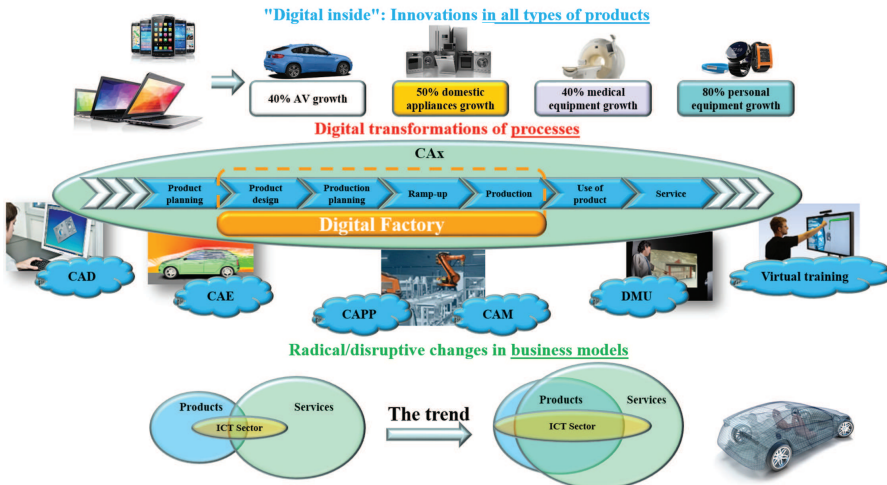 "Digital inside": Innovations in all types of products
40% AV growth
50% domestic
appliances growth
40% medical
equipment growth
80% personal
equipment growth
Digital transformations of processes
CAx
Product
planning
Product
design
Production
planning
Ramp-up
Production
Use of
product
Service
Digital Factory
CAD
CAE
CAPP
CAM
DMU
Virtual training
Radical/disruptive changes in business models
Products
Services
ICT Sector
The trend
Products
Services
ICT Sector